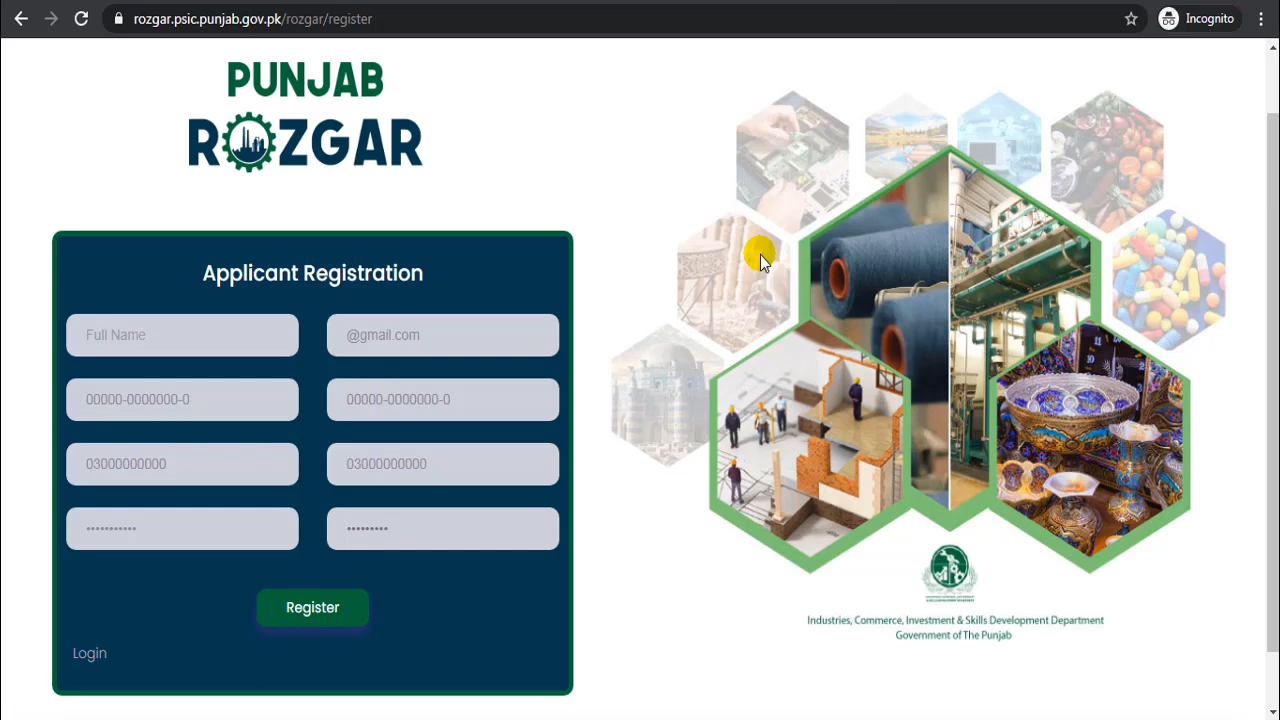 rozgar.psic.punjab.gov.pk/rozgar/register
Incognito
PUNJAB
ROZGAR
Applicant Registration
Full Name
@gmail.com
00000-0000000-0
00000-0000000-0
03000000000
03000000000
•••••••••••
•••••••••
Register
Login
Industries, Commerce, Investment & Skills Development Department
Government of The Punjab